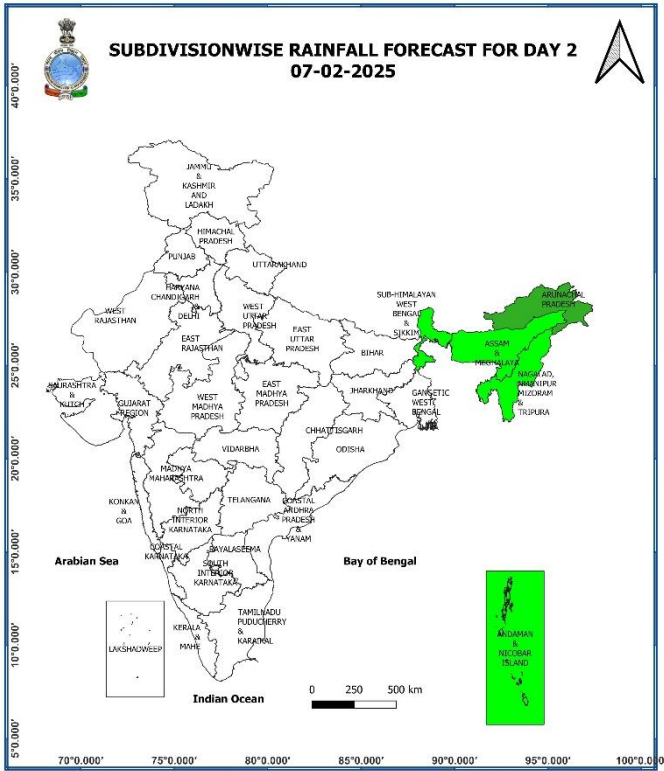 SUBDIVISIONWISE RAINFALL FORECAST FOR DAY 2
07-02-2025
40°0.000'
35°0.000'
30°0.000'
25°0.000'
20°0.000'
15°0.000'
10°0.000'
5°0.000'
JAMMU
&
KASHMIR
AND
LADAKH
HIMACHAL
PRADESH
PUNJAB
UTTARAKHAND
HARYANA
CHANDIGARH
&
DELHI
WEST
RAJASTHAN
WEST
UTTAR
PRADESH
EAST
RAJASTHAN
EAST
UTTAR
PRADESH
SUB-HIMALAYAN
WEST
BENGAL
&
SIKKIM
ARUNACHAL
PRADESH
ASSAM
&
MEGHALAYA
BIHAR
SAURASHTRA
&
KUTCH
GUJARAT
REGION
WEST
MADHYA
PRADESH
EAST
MADHYA
PRADESH
JHARKHAND
GANGETIC
WEST
BENGAL
MIZORAM
&
TRIPURA
CHHATTISGARH
ODISHA
VIDARBHA
MADHYA
MAHARASHTRA
TELANGANA
COASTAL
ANDHRA
PRADESH
&
YANAM
KONKAN
&
GOA
NORTH
INTERIOR
KARNATAKA
COASTAL
KARNATAKA
RAYALASEEMA
SOUTH
INTERIOR
KARNATAKA
Arabian Sea
Bay of Bengal
LAKSHADWEEP
KERALA
&
MAHE
TAMILNADU
PUDUCHERRY
&
KARAIKAL
ANDAMAN
&
NICOBAR
ISLAND
Indian Ocean
0 250 500 km
70°0.000' 75°0.000' 80°0.000' 85°0.000' 90°0.000' 95°0.000' 100°0.000'